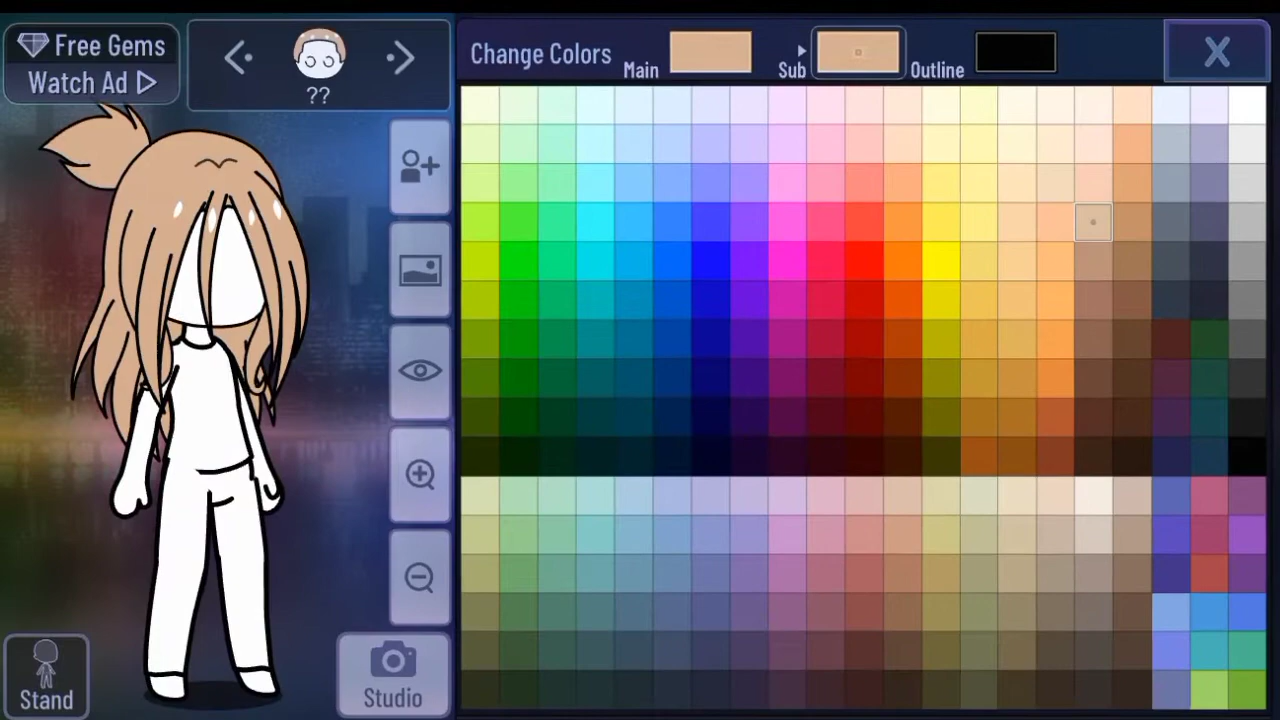 Free Gems
Watch Ad
??
Change Colors
Main
Sub
Outline
X
Stand
Studio